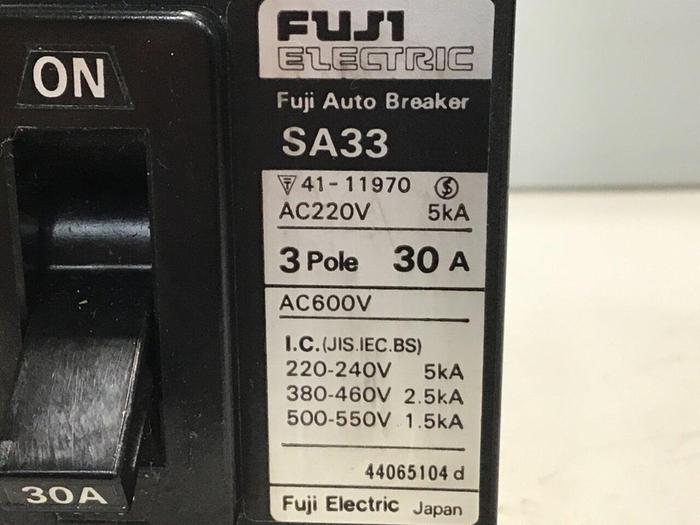 ON
30A
FUJI
ELECTRIC
Fuji Auto Breaker
SA33
41-11970
AC220V 5kA
3 Pole 30 A
AC600V
I.C.(JIS.IEC.BS)
220-240V 5kA
380-460V 2.5kA
500-550V 1.5kA
44065104 d
Fuji Electric Japan